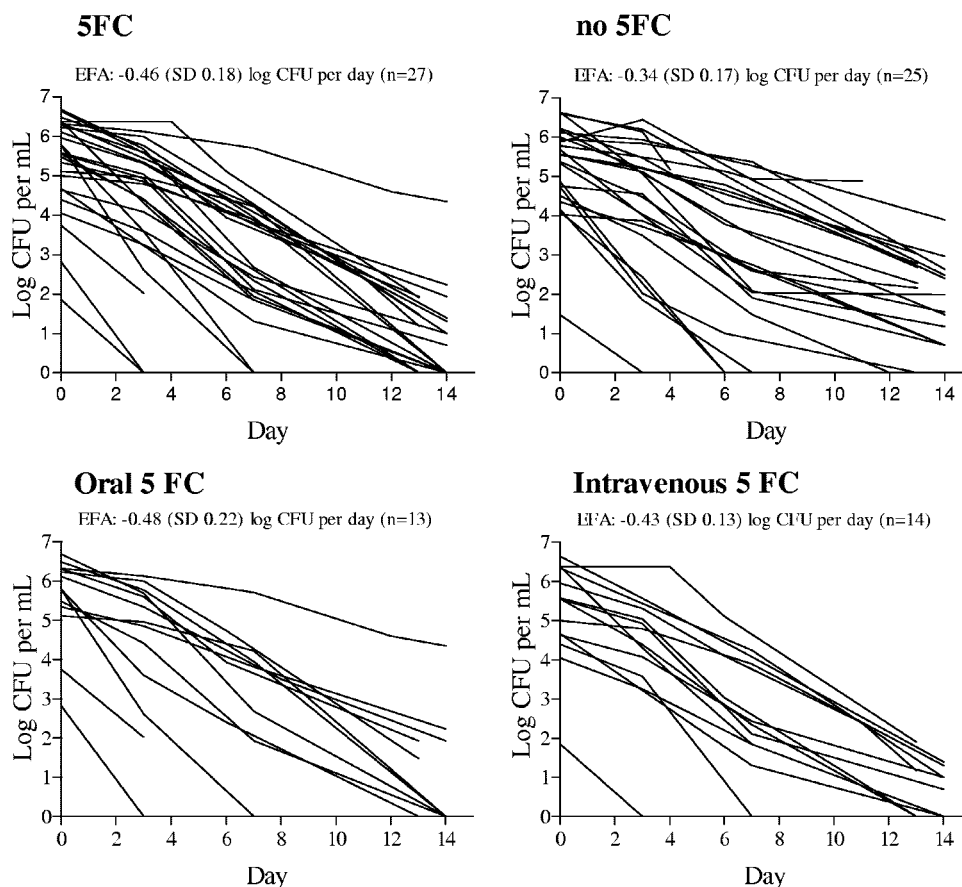 5FC
EFA: -0.46 (SD 0.18) log CFU per day (n=27)
Log CFU per mL
7
6
5
4
3
2
1
0
0 2 4 6 8 10 12 14
Day
no 5FC
EFA: -0.34 (SD 0.17) log CFU per day (n=25)
Log CFU per mL
7
6
5
4
3
2
1
0
0 2 4 6 8 10 12 14
Day
Oral 5 FC
EFA: -0.48 (SD 0.22) log CFU per day (n=13)
Log CFU per mL
7
6
5
4
3
2
1
0
0 2 4 6 8 10 12 14
Day
Intravenous 5 FC
EFA: -0.43 (SD 0.13) log CFU per day (n=14)
Log CFU per mL
7
6
5
4
3
2
1
0
0 2 4 6 8 10 12 14
Day